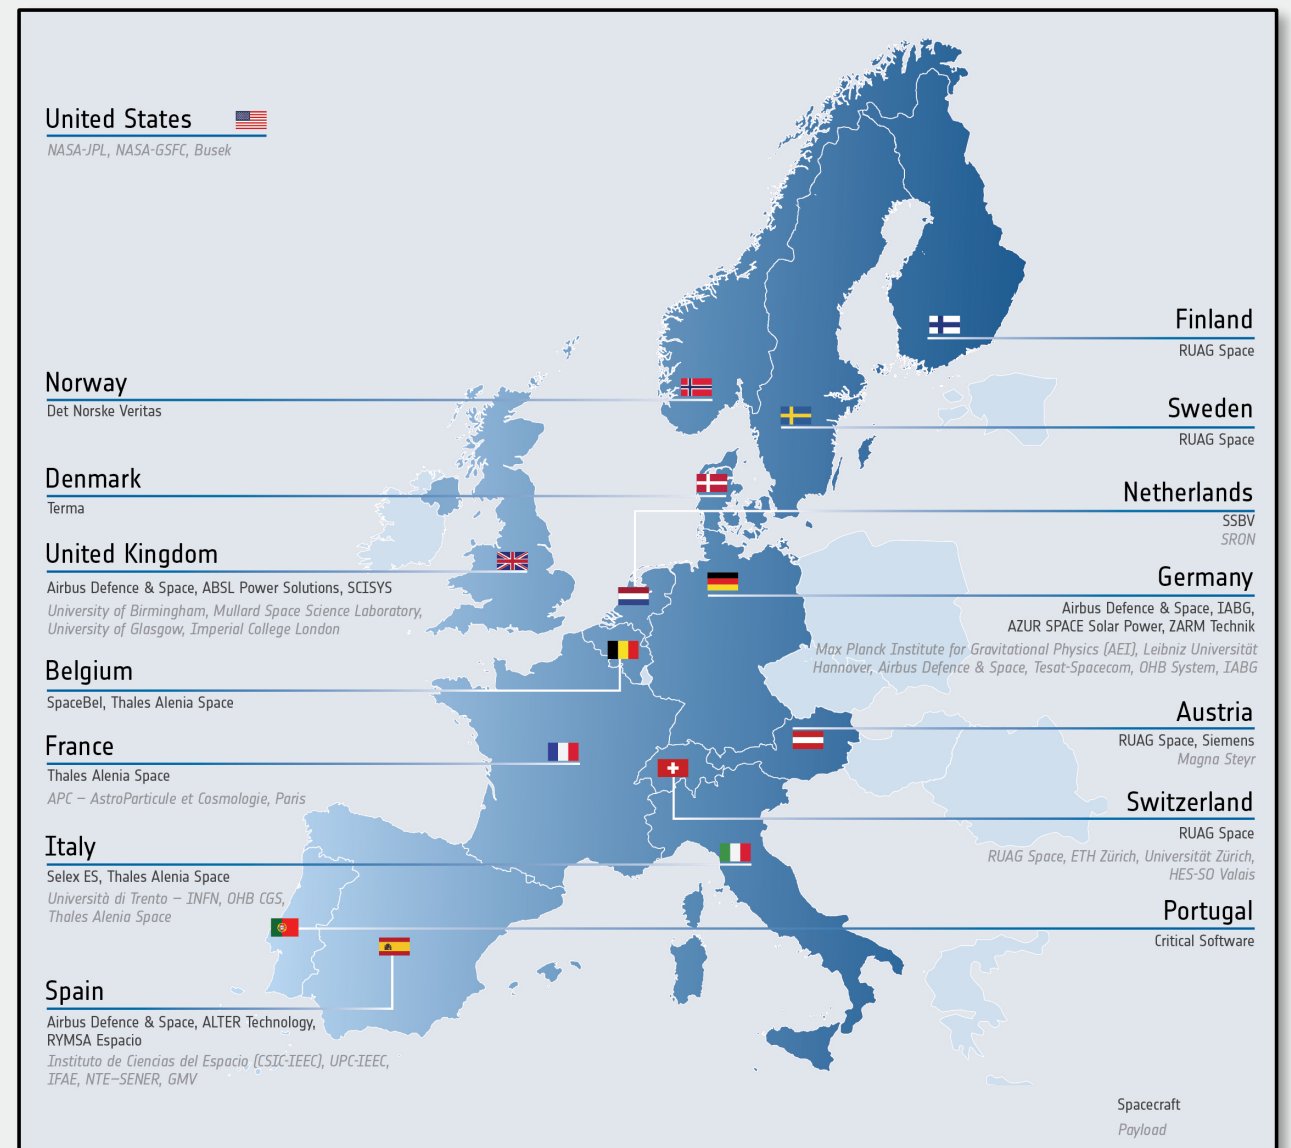 United States
NASA-JPL, NASA-GSFC, Busek
Norway
Det Norske Veritas
Denmark
Terma
United Kingdom
Airbus Defence & Space, ABSL Power Solutions, SCISYS
University of Birmingham, Mullard Space Science Laboratory,
University of Glasgow, Imperial College London
Belgium
SpaceBel, Thales Alenia Space
France
Thales Alenia Space
APC – AstroParticule et Cosmologie, Paris
Italy
Selex ES, Thales Alenia Space
Università di Trento – INFN, OHB CGS,
Thales Alenia Space
Spain
Airbus Defence & Space, ALTER Technology,
RYMSA Espacio
Instituto de Ciencias del Espacio (CSIC-IEEC), UPC-IEEC,
IFAE, NTE–SENER, GMV
Finland
RUAG Space
Sweden
RUAG Space
Netherlands
SSBV
SRON
Germany
Airbus Defence & Space, IABG,
AZUR SPACE Solar Power, ZARM Technik
Max Planck Institute for Gravitational Physics (AEI), Leibniz Universität
Hannover, Airbus Defence & Space, Tesat-Spacecom, OHB System, IABG
Austria
RUAG Space, Siemens
Magna Steyr
Switzerland
RUAG Space
RUAG Space, ETH Zürich, Universität Zürich,
HES-SO Valais
Portugal
Critical Software
Spacecraft
Payload